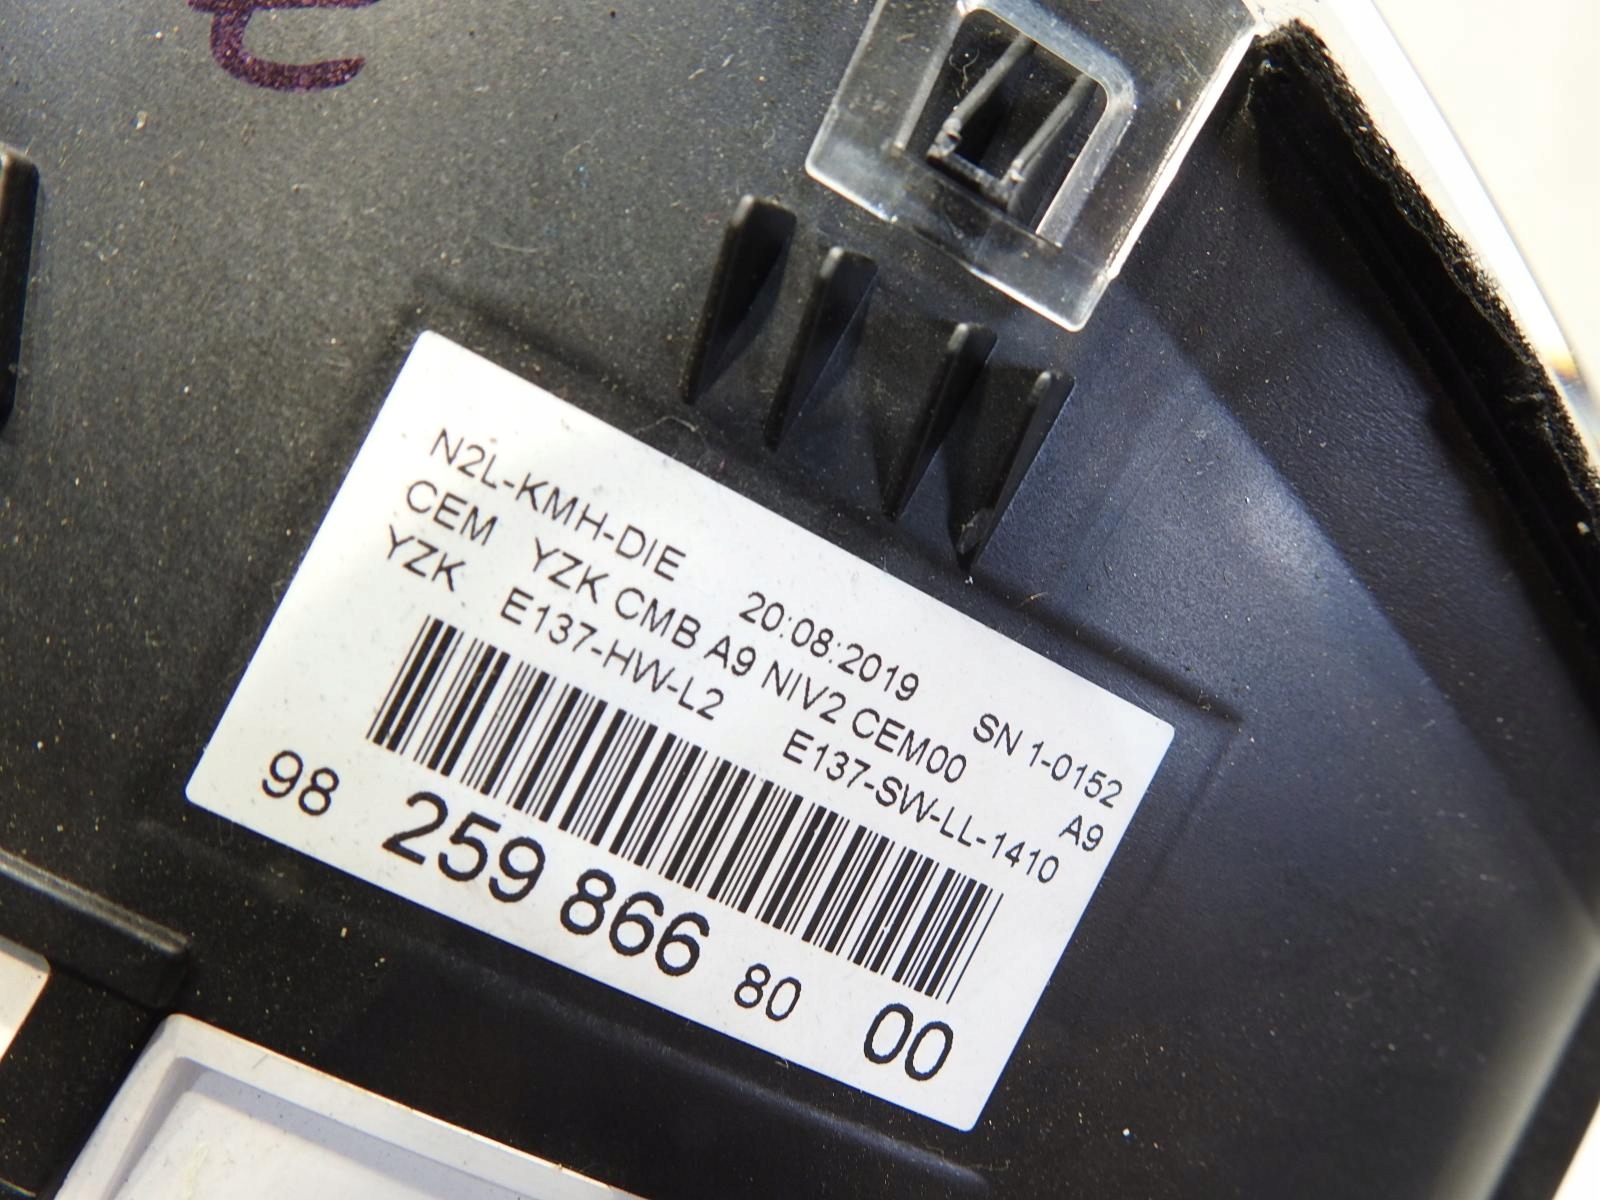 N2L-KMH-DIE 20:08:2019 SN 1-0152
CEM YZK CMB A9 NIV2 CEM00 A9
YZK E137-HW-L2 E137-SW-LL-1410
98 259 866 80 00